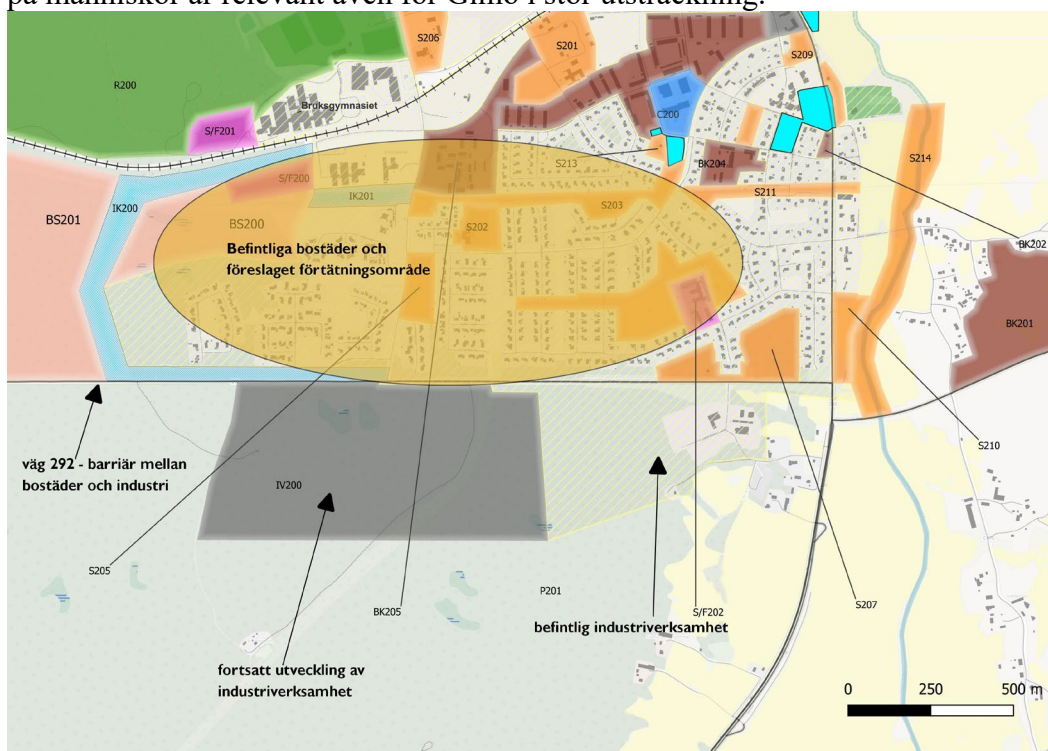 på människor är relevant även för Gimo i stor utsträckning.
S206
S201
S209
R200
Bruksgymnasiet
C200
S/F201
S214
S213
BK204
S/F200
IK201
S211
BS201
IK200
BS200
S203
S202
BK202
Befintliga bostäder och
föreslaget förtätningsområde
BK201
väg 292 - barriär mellan
bostäder och industri
S210
IV200
S205
P201
BK205
S/F202
S207
befintlig industriverksamhet
fortsatt utveckling av
industriverksamhet
0 250 500 m